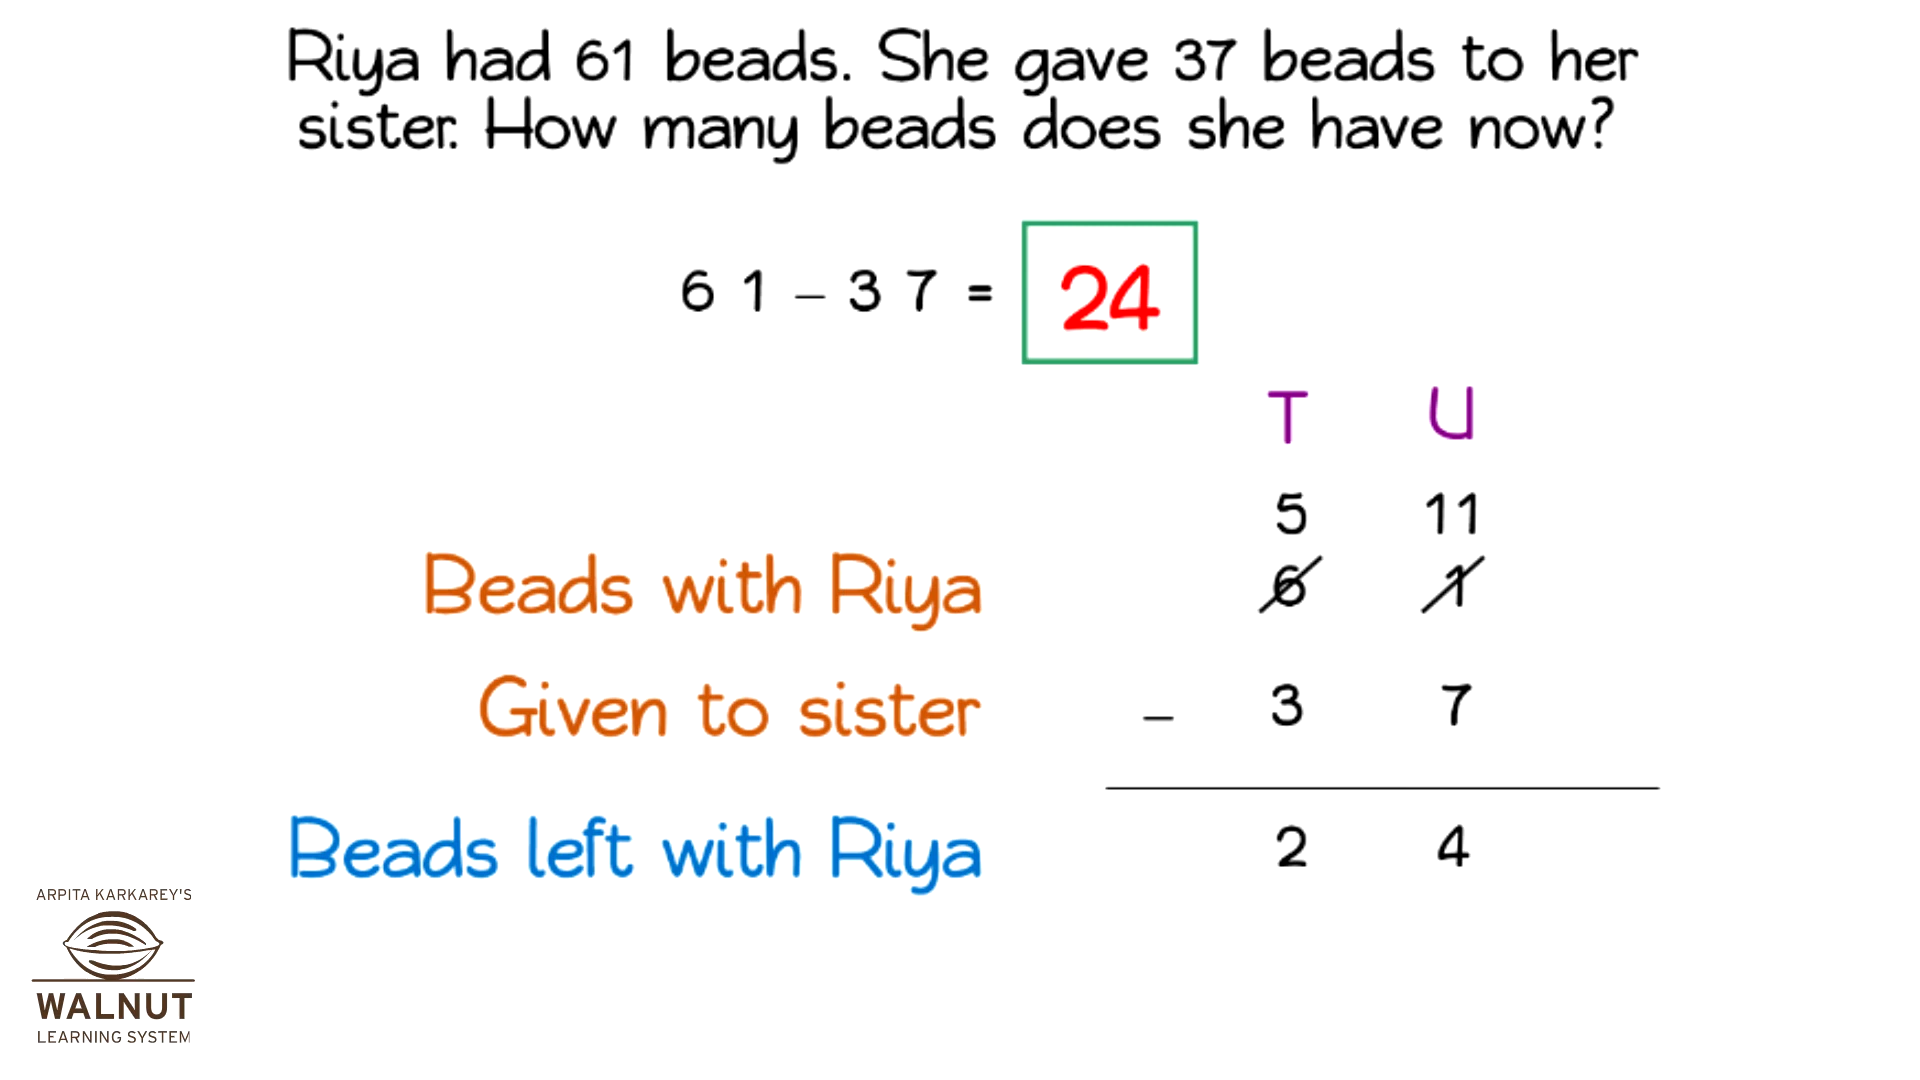 Riya had 61 beads. She gave 37 beads to her
sister. How many beads does she have now?
6 1 – 3 7 = 24
T U
5 11
Beads with Riya 6 1
Given to sister – 3 7
Beads left with Riya 2 4
ARPITA KARKAREY'S
WALNUT
LEARNING SYSTEM